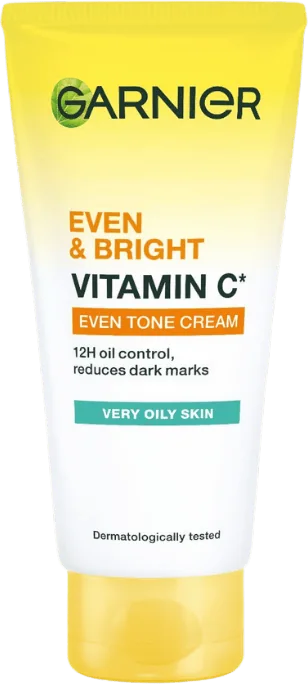 GARNIER
EVEN
& BRIGHT
VITAMIN C*
EVEN TONE CREAM
12H oil control,
reduces dark marks
VERY OILY SKIN
Dermatologically tested